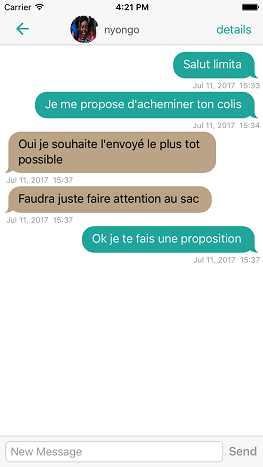 Carrier 4:21 PM
nyongo details
Salut limita
Jul 11, 2017 15:33
Je me propose d'acheminer ton colis
Jul 11, 2017 15:34
Oui je souhaite l'envoyé le plus tot
possible
Jul 11, 2017 15:37
Faudra juste faire attention au sac
Jul 11, 2017 15:37
Ok je te fais une proposition
Jul 11, 2017 15:37
New Message Send